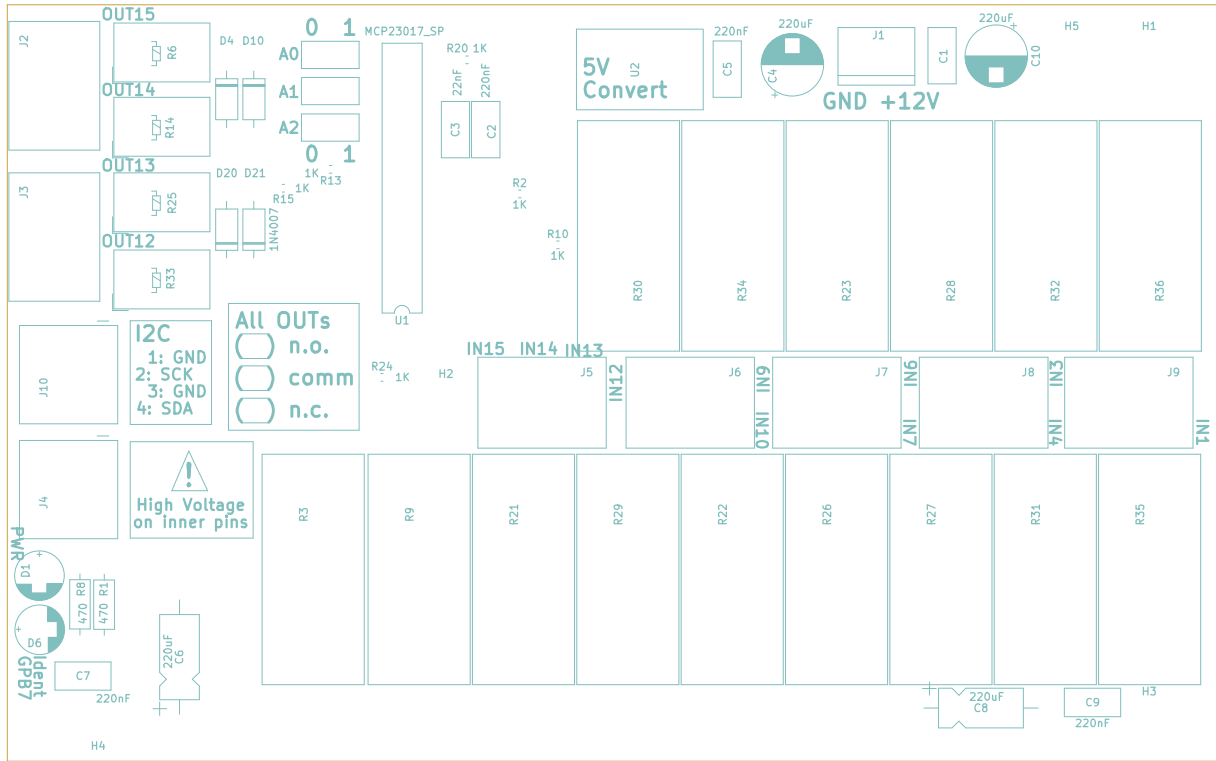 OUT15
J2
R6
D4 D10
0 1
A0
A1
A2
0 1
MCP23017_SP
R20 1K
22nF
220nF
C3
C2
5V
Convert
U2
220nF
C5
220uF
C4
+
J1
GND +12V
C1
220uF
+
C10
H5
H1
OUT14
R14
OUT13
J3
R25
D20 D21
1N4007
1K
R13
1K
R15
R2
1K
R10
1K
OUT12
R33
U1
R30
R34
R23
R28
R32
R36
I2C
1: GND
2: SCK
3: GND
4: SDA
J10
All OUTs
n.o.
comm
n.c.
R24
1K
H2
IN15 IN14 IN13
J5
IN12
J6
IN9
IN10
J7
IN6
IN7
J8
IN3
IN4
J9
IN1
J4
!
High Voltage
on inner pins
R3
R9
R21
R29
R22
R26
R27
R31
R35
PWR
+
D1
470 R8
470 R1
+
D6
Ident
GPB7
C7
220nF
220uF
C6
+
+
220uF
C8
H3
C9
220nF
H4